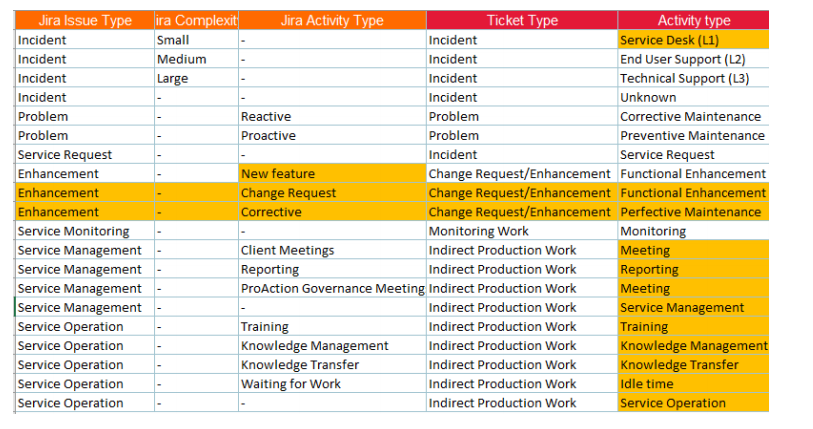 Jira Issue Type ira Complexit Jira Activity Type Ticket Type Activity type
Incident Small - Incident Service Desk (L1)
Incident Medium - Incident End User Support (L2)
Incident Large - Incident Technical Support (L3)
Incident - - Incident Unknown
Problem - Reactive Problem Corrective Maintenance
Problem - Proactive Problem Preventive Maintenance
Service Request - - Incident Service Request
Enhancement - New feature Change Request/Enhancement Functional Enhancement
Enhancement - Change Request Change Request/Enhancement Functional Enhancement
Enhancement - Corrective Change Request/Enhancement Perfective Maintenance
Service Monitoring - - Monitoring Work Monitoring
Service Management - Client Meetings Indirect Production Work Meeting
Service Management - Reporting Indirect Production Work Reporting
Service Management - ProAction Governance Meeting Indirect Production Work Meeting
Service Management - - Indirect Production Work Service Management
Service Operation - Training Indirect Production Work Training
Service Operation - Knowledge Management Indirect Production Work Knowledge Management
Service Operation - Knowledge Transfer Indirect Production Work Knowledge Transfer
Service Operation - Waiting for Work Indirect Production Work Idle time
Service Operation - - Indirect Production Work Service Operation